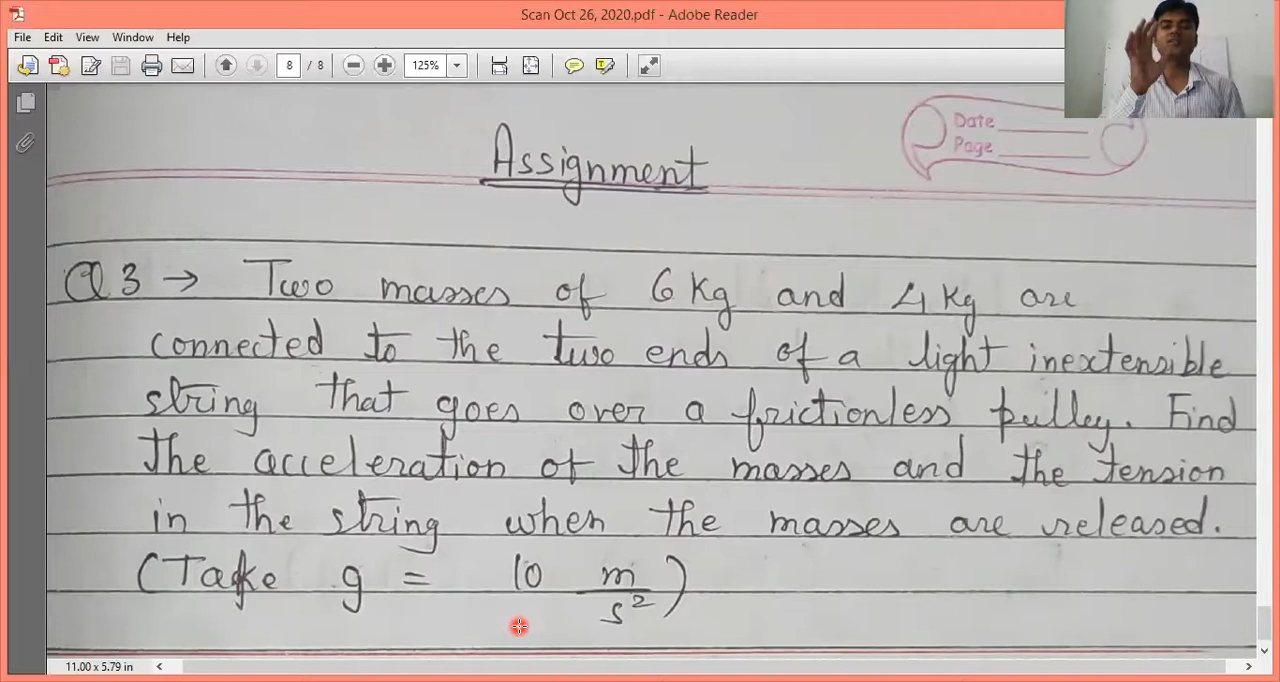 Scan Oct 26, 2020.pdf - Adobe Reader
File Edit View Window Help
8 / 8 125%
Date
Page
Assignment
Q3 → Two masses of 6 Kg and 4 Kg are
connected to the two ends of a light inextensible
string that goes over a frictionless pulley. Find
the acceleration of the masses and the tension
in the string when the masses are released.
(Take g = 10 m/s²)
11.00 x 5.79 in